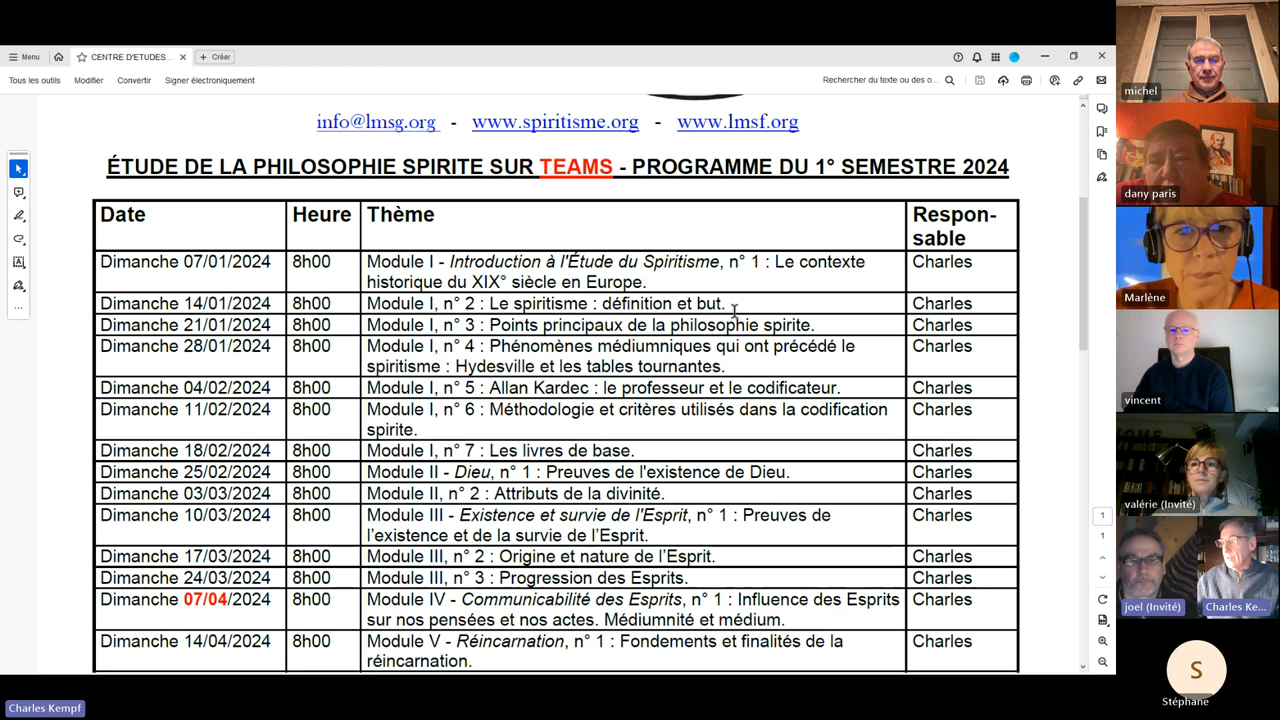 Menu
CENTRE D'ETUDES...
Créer
Tous les outils
Modifier
Convertir
Signer électroniquement
Rechercher du texte ou des o...
info@lmsg.org - www.spiritisme.org - www.lmsf.org
ÉTUDE DE LA PHILOSOPHIE SPIRITE SUR TEAMS - PROGRAMME DU 1° SEMESTRE 2024
Date Heure Thème Respon-
sable
Dimanche 07/01/2024 8h00 Module I - Introduction à l'Étude du Spiritisme, n° 1 : Le contexte Charles
historique du XIX° siècle en Europe.
Dimanche 14/01/2024 8h00 Module I, n° 2 : Le spiritisme : définition et but. Charles
Dimanche 21/01/2024 8h00 Module I, n° 3 : Points principaux de la philosophie spirite. Charles
Dimanche 28/01/2024 8h00 Module I, n° 4 : Phénomènes médiumniques qui ont précédé le Charles
spiritisme : Hydesville et les tables tournantes.
Dimanche 04/02/2024 8h00 Module I, n° 5 : Allan Kardec : le professeur et le codificateur. Charles
Dimanche 11/02/2024 8h00 Module I, n° 6 : Méthodologie et critères utilisés dans la codification Charles
spirite.
Dimanche 18/02/2024 8h00 Module I, n° 7 : Les livres de base. Charles
Dimanche 25/02/2024 8h00 Module II - Dieu, n° 1 : Preuves de l'existence de Dieu. Charles
Dimanche 03/03/2024 8h00 Module II, n° 2 : Attributs de la divinité. Charles
Dimanche 10/03/2024 8h00 Module III - Existence et survie de l'Esprit, n° 1 : Preuves de Charles
l'existence et de la survie de l'Esprit.
Dimanche 17/03/2024 8h00 Module III, n° 2 : Origine et nature de l'Esprit. Charles
Dimanche 24/03/2024 8h00 Module III, n° 3 : Progression des Esprits. Charles
Dimanche 07/04/2024 8h00 Module IV - Communicabilité des Esprits, n° 1 : Influence des Esprits Charles
sur nos pensées et nos actes. Médiumnité et médium.
Dimanche 14/04/2024 8h00 Module V - Réincarnation, n° 1 : Fondements et finalités de la Charles
réincarnation.
1
1
michel
dany paris
Marlène
vincent
valérie (Invité)
joel (Invité)
Charles Ke...
S
Stéphane
Charles Kempf